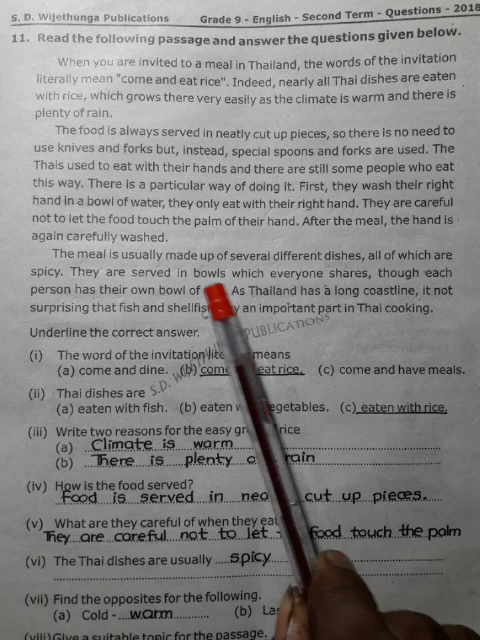 S. D. Wijethunga Publications Grade 9 - English - Second Term - Questions - 2018
11. Read the following passage and answer the questions given below.
When you are invited to a meal in Thailand, the words of the invitation
literally mean "come and eat rice". Indeed, nearly all Thai dishes are eaten
with rice, which grows there very easily as the climate is warm and there is
plenty of rain.
The food is always served in neatly cut up pieces, so there is no need to
use knives and forks but, instead, special spoons and forks are used. The
Thais used to eat with their hands and there are still some people who eat
this way. There is a particular way of doing it. First, they wash their right
hand in a bowl of water, they only eat with their right hand. They are careful
not to let the food touch the palm of their hand. After the meal, the hand is
again carefully washed.
The meal is usually made up of several different dishes, all of which are
spicy. They are served in bowls which everyone shares, though each
person has their own bowl of As Thailand has a long coastline, it not
surprising that fish and shellfish an important part in Thai cooking.
Underline the correct answer.
(i) The word of the invitation means
(a) come and dine. (b) come eat rice. (c) come and have meals.
(ii) Thai dishes are
(a) eaten with fish. (b) eaten vegetables. (c) eaten with rice.
(iii) Write two reasons for the easy rice
(a) Climate is warm
(b) There is plenty rain
(iv) How is the food served?
Food is served in cut up pieces.
(v) What are they careful of when they eat
They are careful not to let food touch the palm
(vi) The Thai dishes are usually spicy
(vii) Find the opposites for the following.
(a) Cold - warm (b)
(viii) Give a suitable topic for the passage.
S.D. PUBLICATIONS